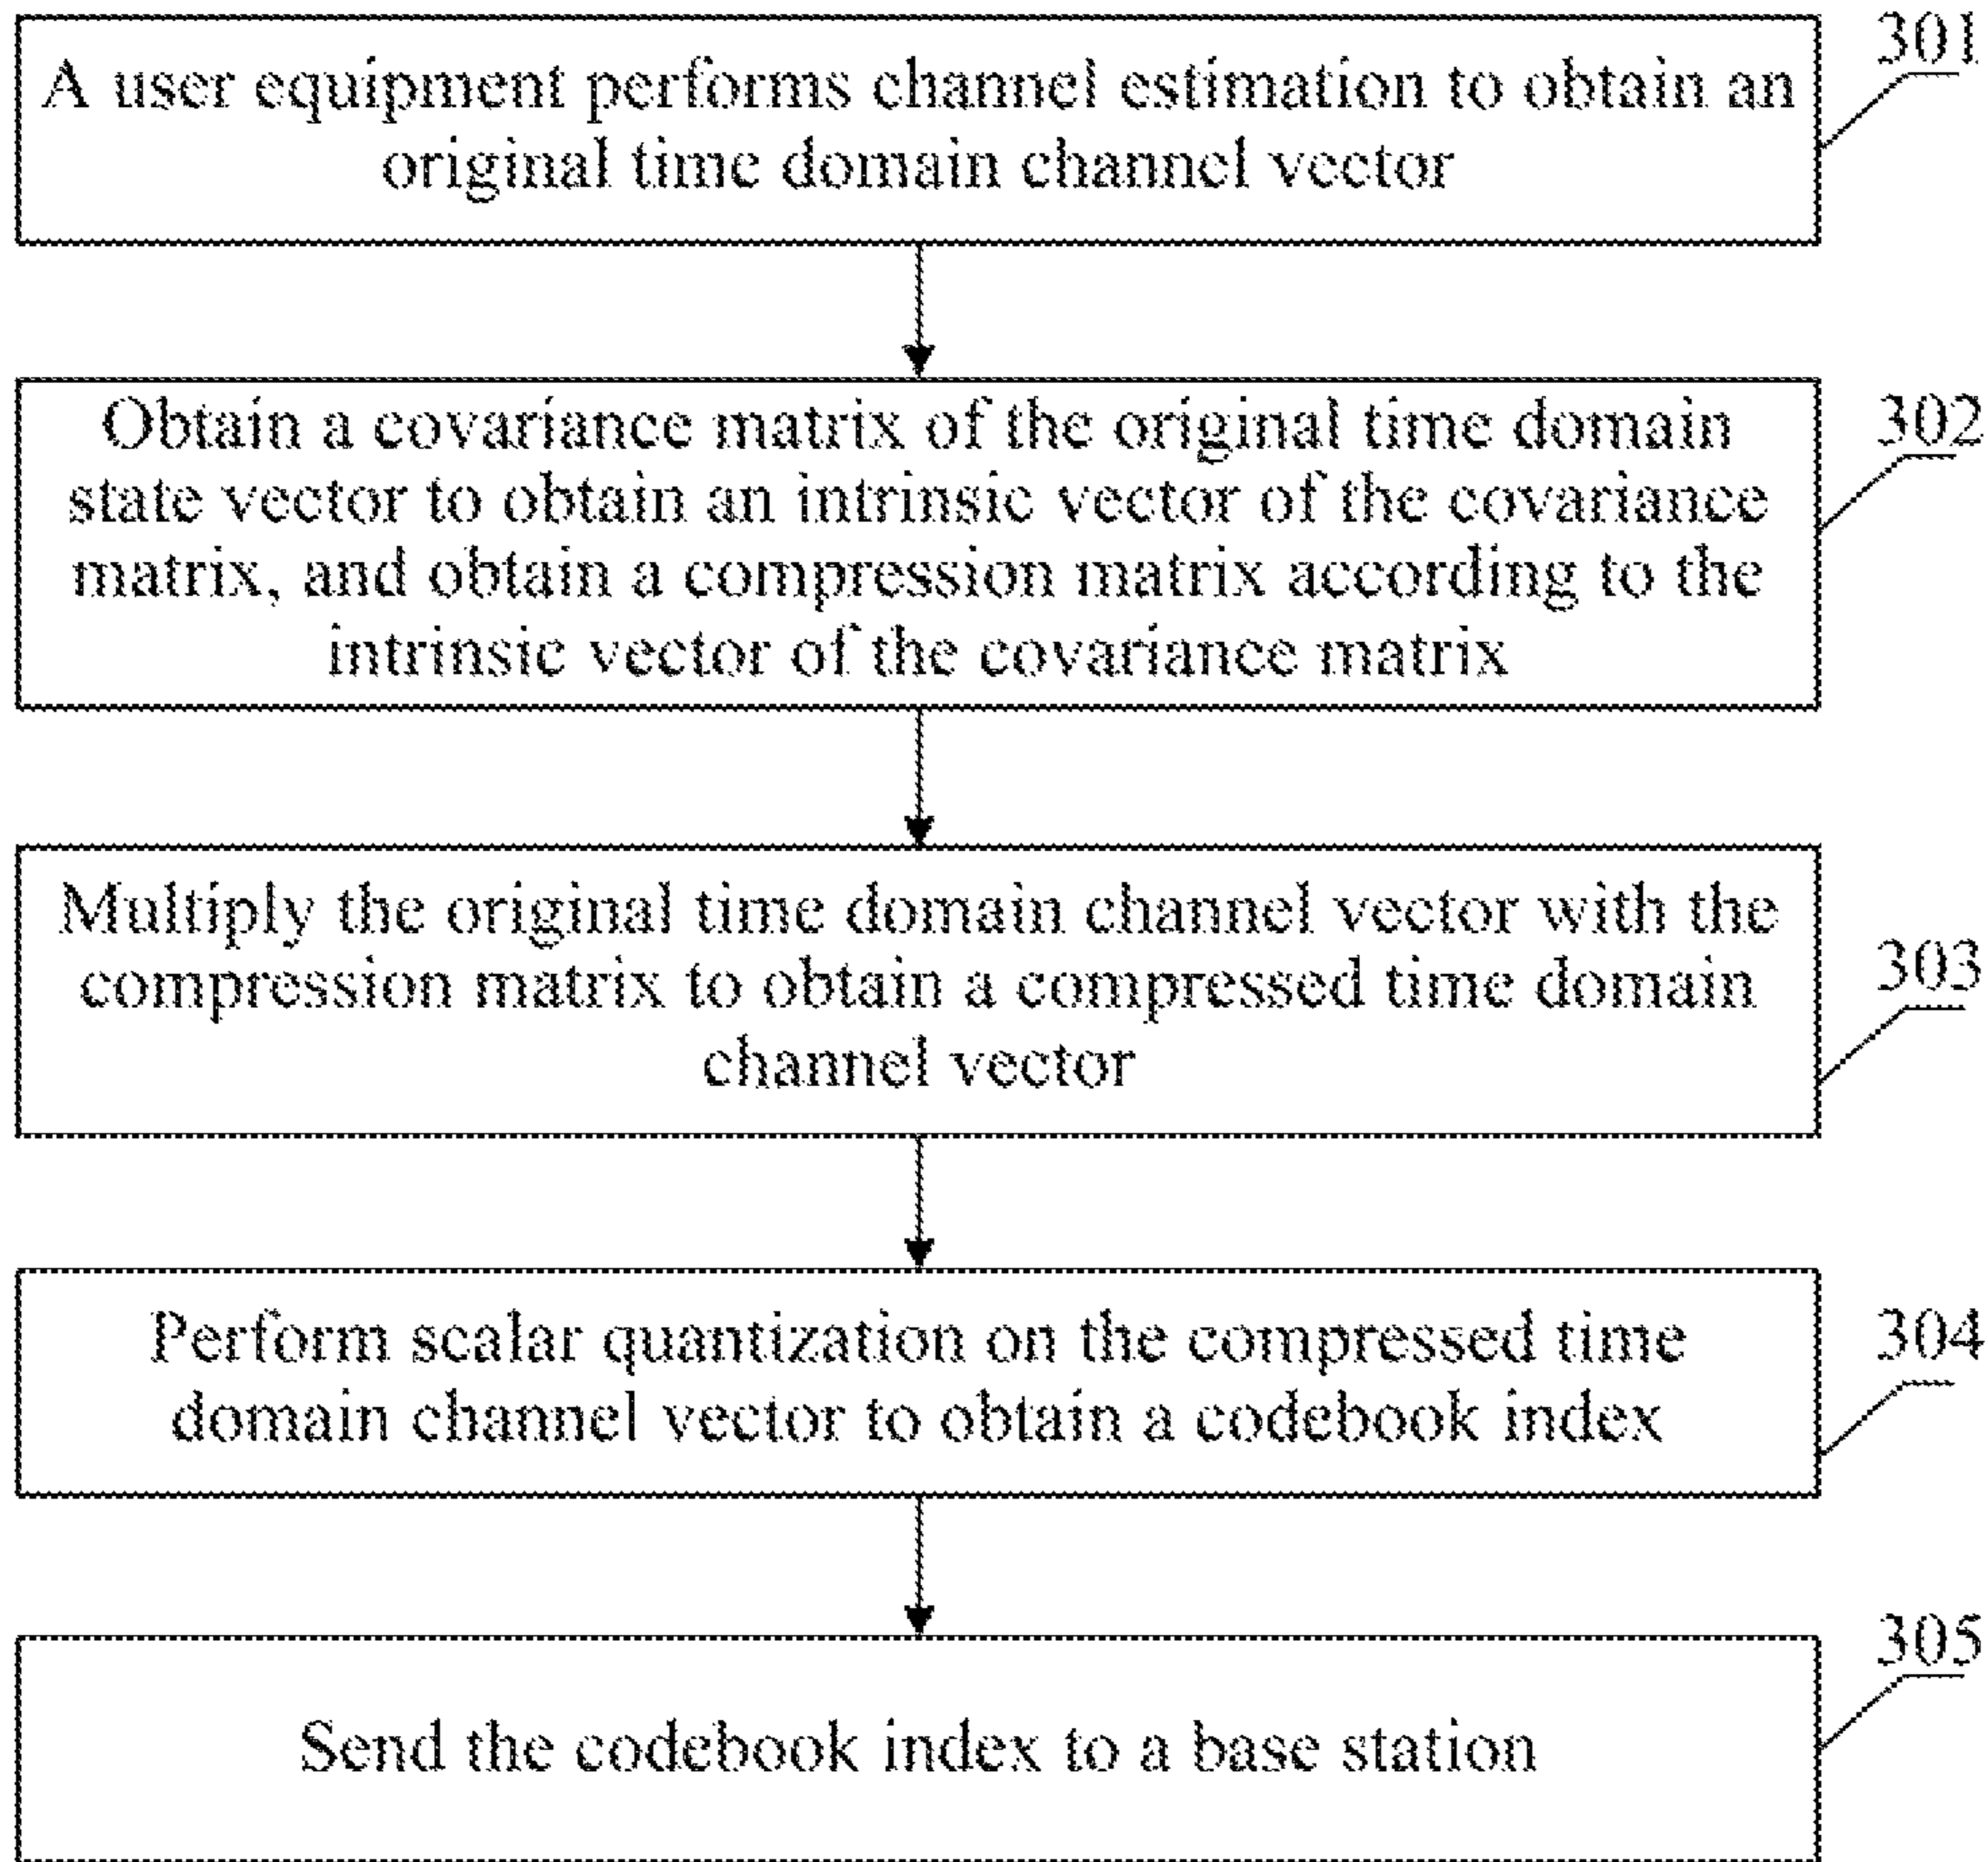 301
A user equipment performs channel estimation to obtain an
original time domain channel vector
302
Obtain a covariance matrix of the original time domain
state vector to obtain an intrinsic vector of the covariance
matrix, and obtain a compression matrix according to the
intrinsic vector of the covariance matrix
Multiply the original time domain channel vector with the
303
compression matrix to obtain a compressed time domain
channel vector
304
Perform scalar quantization on the compressed time
domain channel vector to obtain a codebook index
305
Send the codebook index to a base station